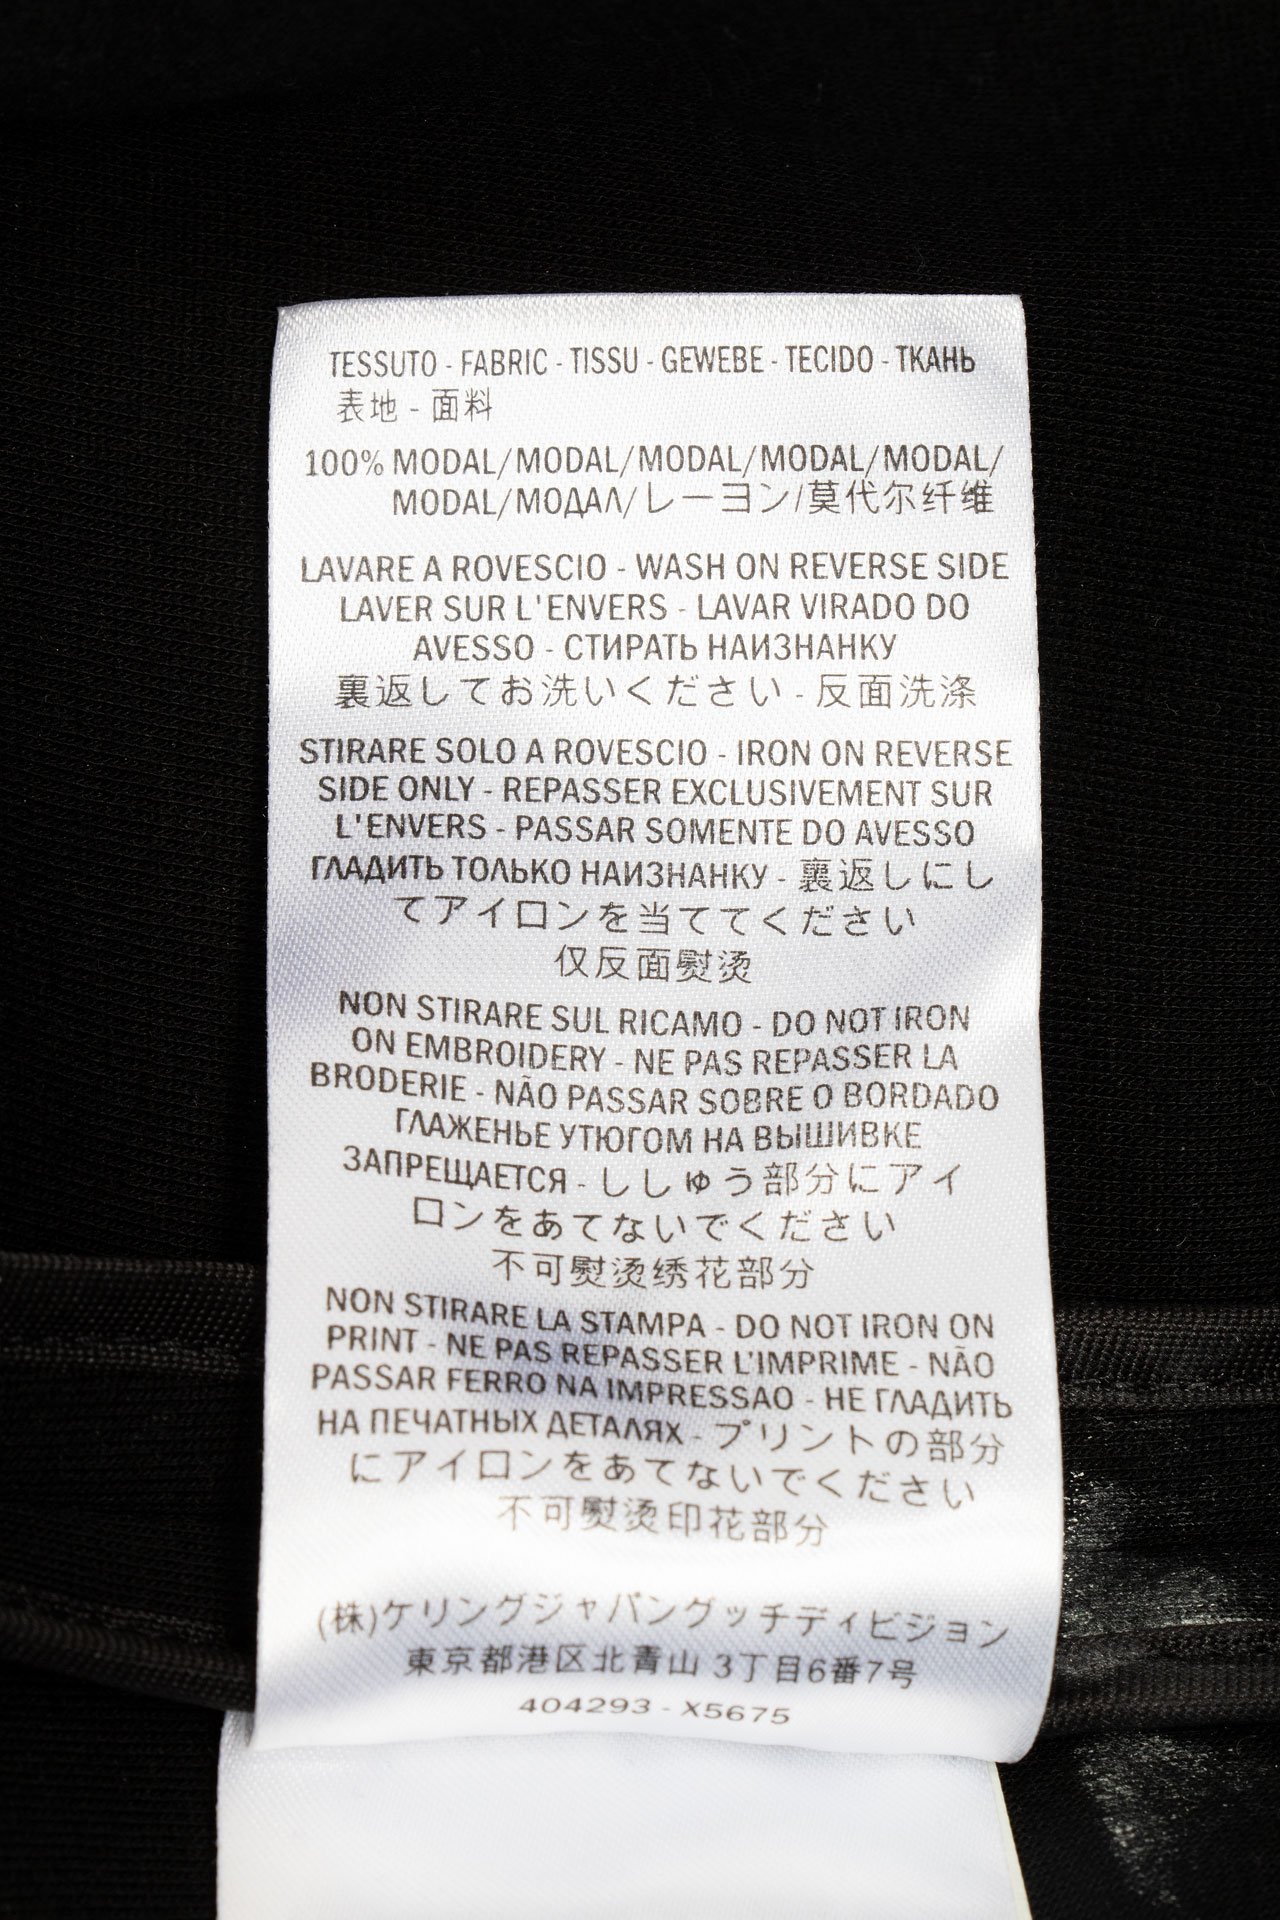 TESSUTO - FABRIC - TISSU - GEWEBE - TECIDO - ТКАНЬ
表地 - 面料
100% MODAL/MODAL/MODAL/MODAL/MODAL/
MODAL/МОДАЛ/レーヨン/莫代尔纤维
LAVARE A ROVESCIO - WASH ON REVERSE SIDE
LAVER SUR L'ENVERS - LAVAR VIRADO DO
AVESSO - СТИРАТЬ НАИЗНАНКУ
裏返してお洗いください - 反面洗涤
STIRARE SOLO A ROVESCIO - IRON ON REVERSE
SIDE ONLY - REPASSER EXCLUSIVEMENT SUR
L'ENVERS - PASSAR SOMENTE DO AVESSO
ГЛАДИТЬ ТОЛЬКО НАИЗНАНКУ - 裏返しにし
てアイロンを当ててください
仅反面熨烫
NON STIRARE SUL RICAMO - DO NOT IRON
ON EMBROIDERY - NE PAS REPASSER LA
BRODERIE - NÃO PASSAR SOBRE O BORDADO
ГЛАЖЕНЬЕ УТЮГОМ НА ВЫШИВКЕ
ЗАПРЕЩАЕТСЯ - ししゅう部分にアイ
ロンをあてないでください
不可熨烫绣花部分
NON STIRARE LA STAMPA - DO NOT IRON ON
PRINT - NE PAS REPASSER L'IMPRIME - NÃO
PASSAR FERRO NA IMPRESSAO - НЕ ГЛАДИТЬ
НА ПЕЧАТНЫХ ДЕТАЛЯХ - プリントの部分
にアイロンをあてないでください
不可熨烫印花部分
(株)ケリングジャパングッチディビジョン
東京都港区北青山 3丁目6番7号
404293 - X5675